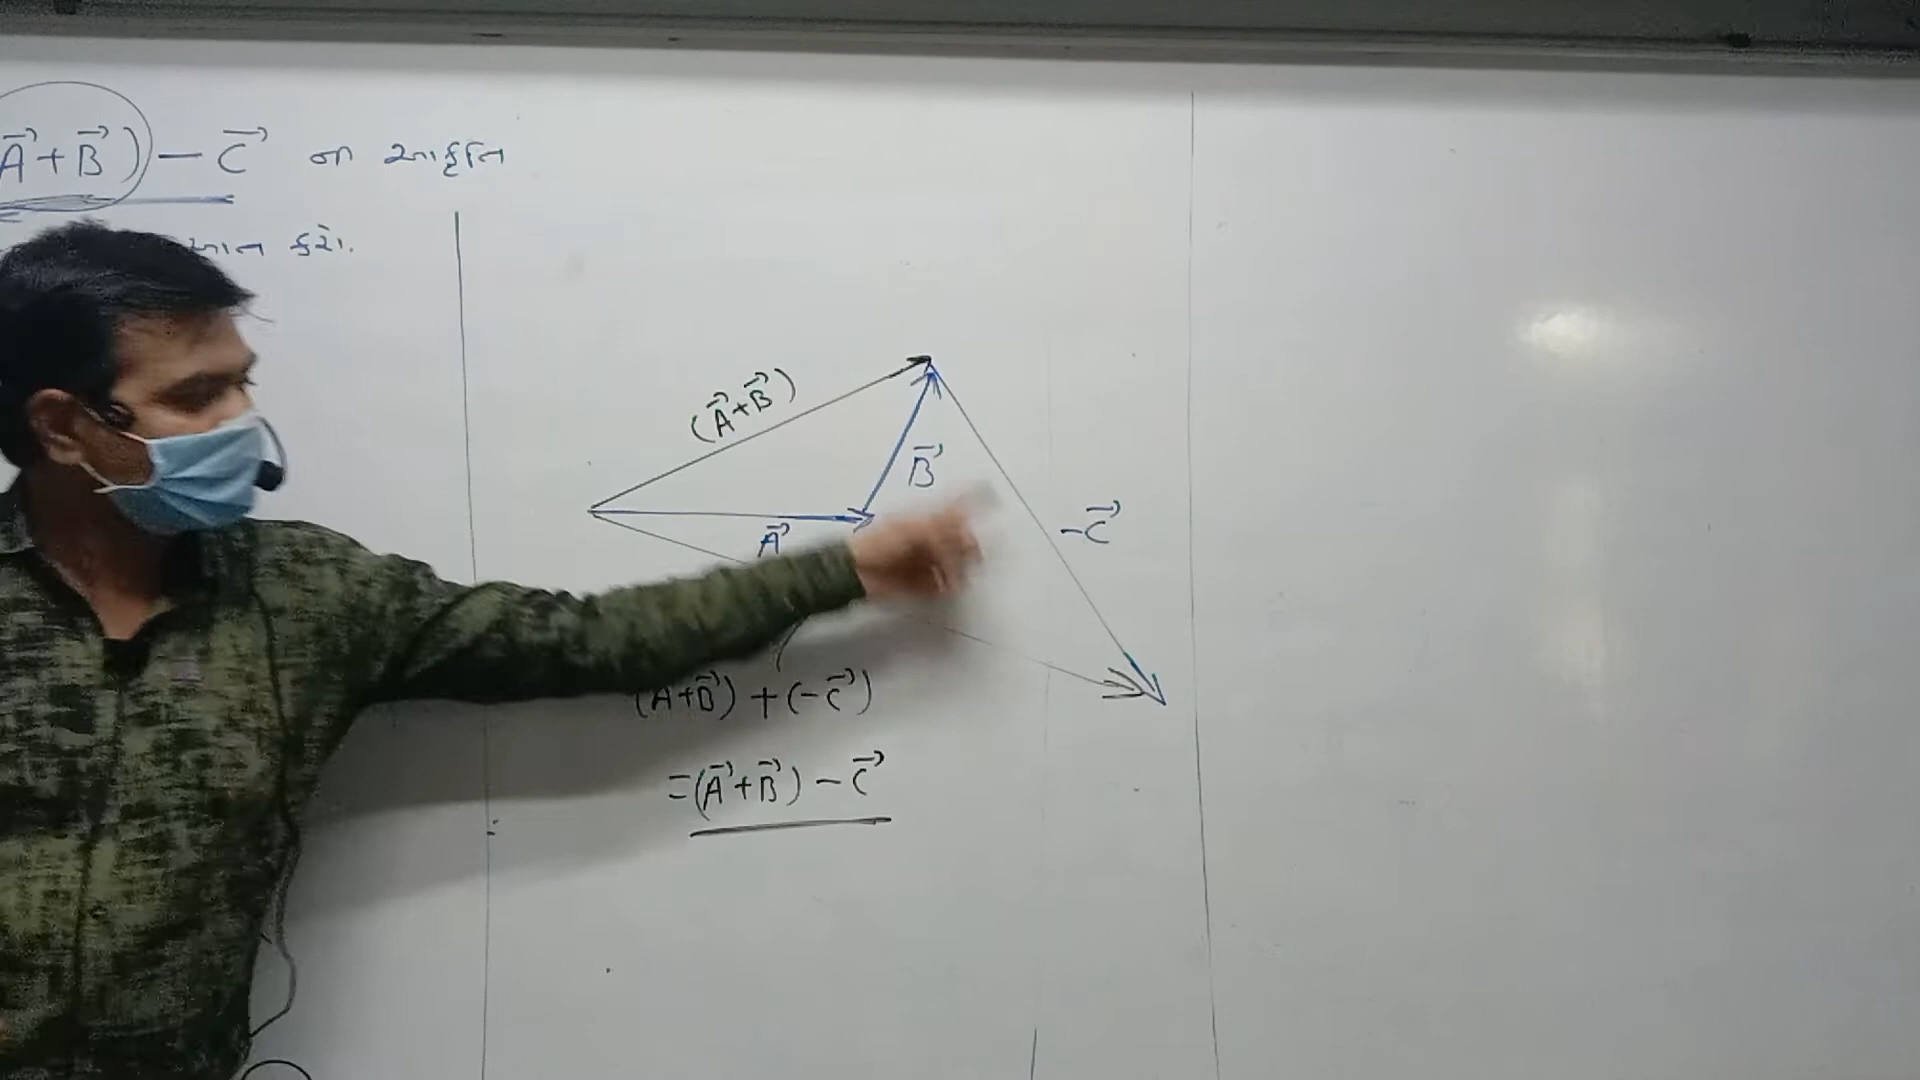 A⃗ + B⃗ ) − C⃗ ના આકૃતિ
કરો.
(A⃗ + B⃗)
B⃗
A⃗
− C⃗
(A + B⃗) + (− C⃗)
= (A⃗ + B⃗) − C⃗